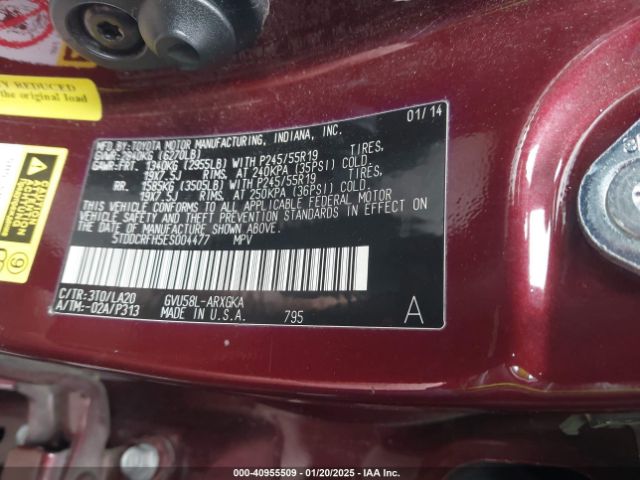 N REDUCED
the original load
01/14
MFD. BY: TOYOTA MOTOR MANUFACTURING, INDIANA, INC.
GVWR: 2840KG (6270LB)
GAWR: FRT. 1340KG (2955LB) WITH P245/55R19 TIRES,
19X7.5J RIMS, AT 240KPA (35PSI) COLD.
RR. 1585KG (3505LB) WITH P245/55R19 TIRES,
19X7.5J RIMS, AT 250KPA (36PSI) COLD.
THIS VEHICLE CONFORMS TO ALL APPLICABLE FEDERAL MOTOR
VEHICLE SAFETY AND THEFT PREVENTION STANDARDS IN EFFECT ON
THE DATE OF MANUFACTURE SHOWN ABOVE.
5TDDCRFH5ES004477 MPV
C/TR: 3T0/LA20 GVU58L-ARXGKA
A/TM: -02A/P313 MADE IN U.S.A. 795 A
00-40955509 | 01/20/2025 | IAA